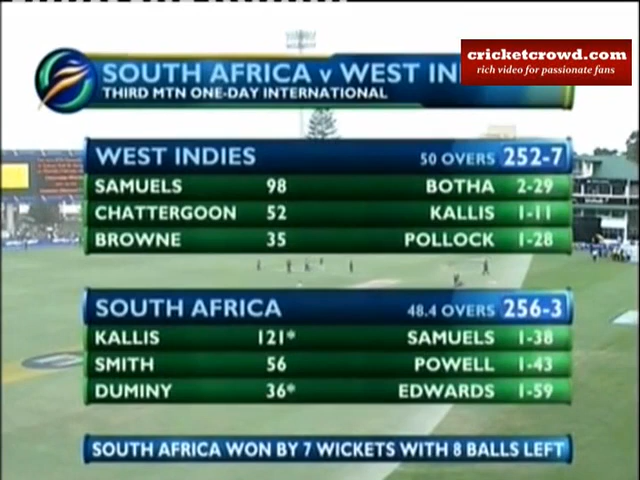 cricketcrowd.com
rich video for passionate fans
SOUTH AFRICA v WEST IN
THIRD MTN ONE-DAY INTERNATIONAL
WEST INDIES 50 OVERS 252-7
SAMUELS 98 BOTHA 2-29
CHATTERGOON 52 KALLIS 1-11
BROWNE 35 POLLOCK 1-28
SOUTH AFRICA 48.4 OVERS 256-3
KALLIS 121* SAMUELS 1-38
SMITH 56 POWELL 1-43
DUMINY 36* EDWARDS 1-59
SOUTH AFRICA WON BY 7 WICKETS WITH 8 BALLS LEFT